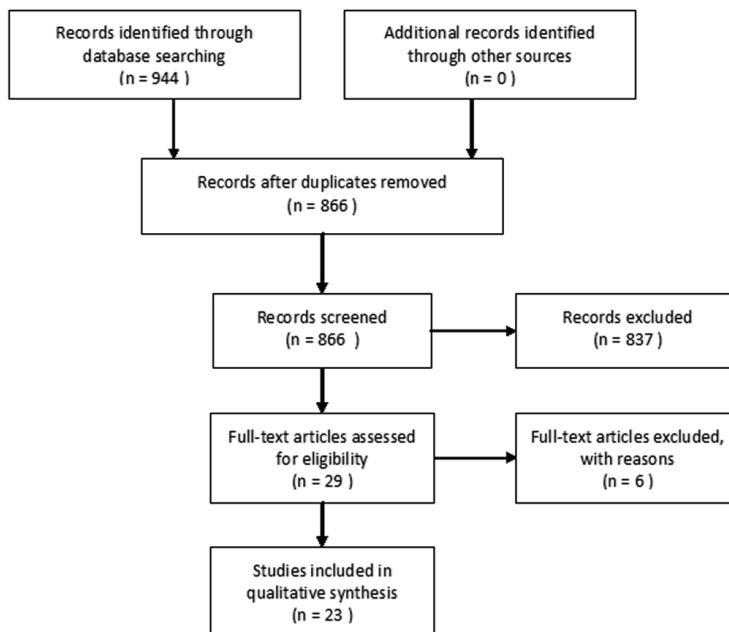 Records identified through
database searching
(n = 944 )
Additional records identified
through other sources
(n = 0 )
Records after duplicates removed
(n = 866 )
Records screened
(n = 866 )
Records excluded
(n = 837 )
Full-text articles assessed
for eligibility
(n = 29 )
Full-text articles excluded,
with reasons
(n = 6 )
Studies included in
qualitative synthesis
(n = 23 )